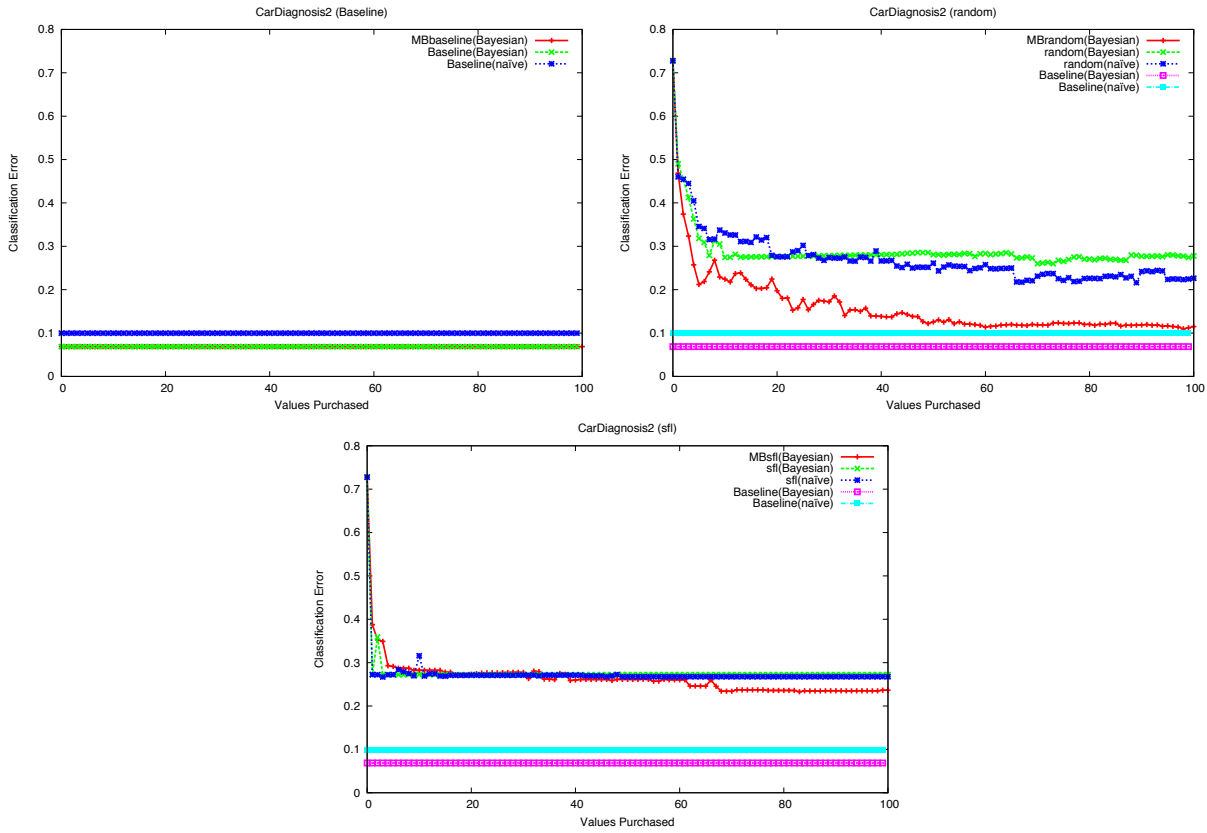 CarDiagnosis2 (Baseline)
0.8
0.7
0.6
0.5
0.4
0.3
0.2
0.1
0
0
20
40
60
80
100
Classification Error
Values Purchased
MBbaseline(Bayesian)
Baseline(Bayesian)
Baseline(naïve)
CarDiagnosis2 (random)
0.8
0.7
0.6
0.5
0.4
0.3
0.2
0.1
0
0
20
40
60
80
100
Classification Error
Values Purchased
MBrandom(Bayesian)
random(Bayesian)
random(naïve)
Baseline(Bayesian)
Baseline(naïve)
CarDiagnosis2 (sfl)
0.8
0.7
0.6
0.5
0.4
0.3
0.2
0.1
0
0
20
40
60
80
100
Classification Error
Values Purchased
MBsfl(Bayesian)
sfl(Bayesian)
sfl(naïve)
Baseline(Bayesian)
Baseline(naïve)